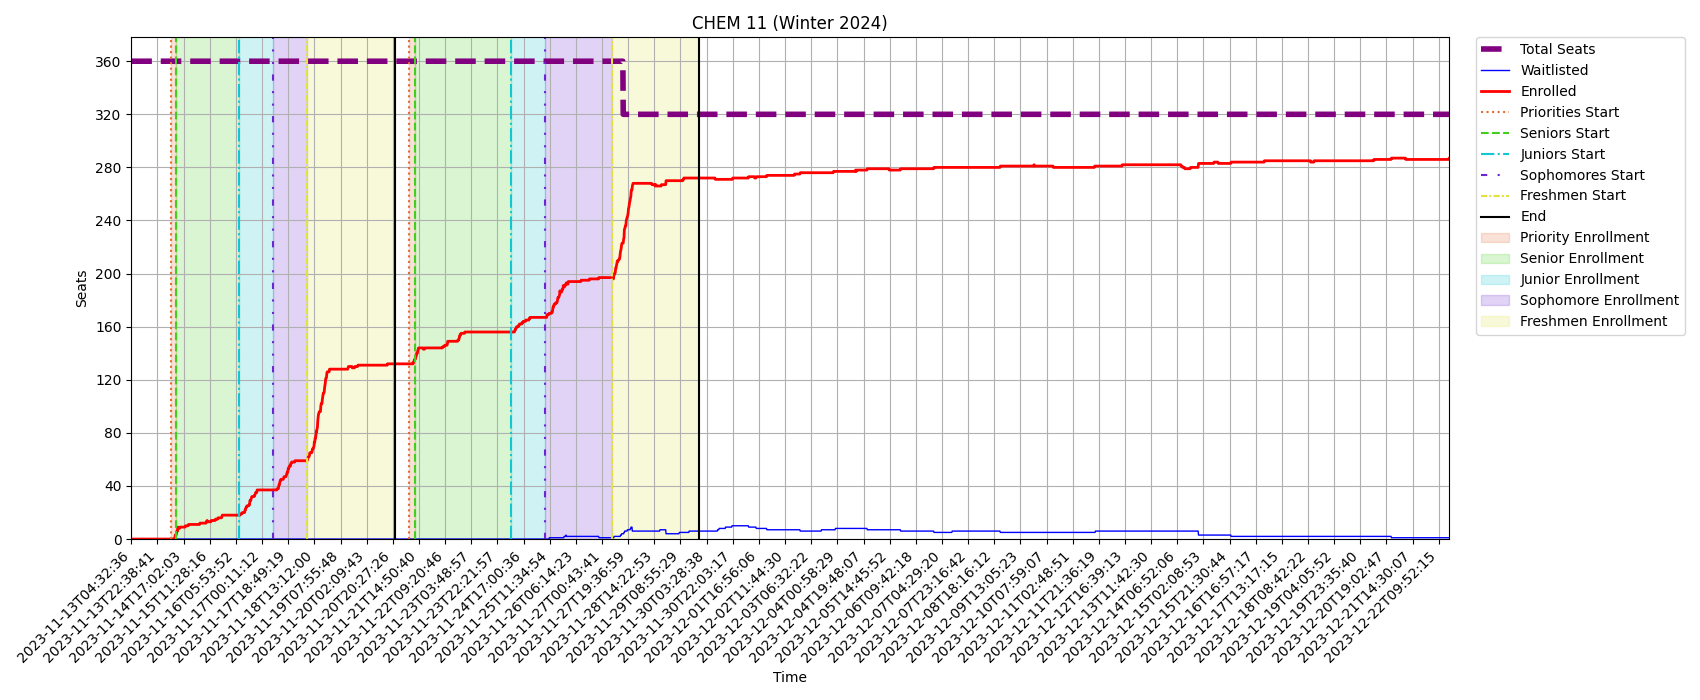 CHEM 11 (Winter 2024)
Seats
360
320
280
240
200
160
120
80
40
0
2023-11-13T04:32:36
2023-11-13T22:38:41
2023-11-14T17:02:03
2023-11-15T11:28:16
2023-11-16T05:53:52
2023-11-17T00:11:12
2023-11-17T18:49:19
2023-11-18T13:12:00
2023-11-19T07:55:48
2023-11-20T02:09:43
2023-11-20T20:27:26
2023-11-21T14:50:40
2023-11-22T09:20:46
2023-11-23T03:48:57
2023-11-23T22:21:57
2023-11-24T17:00:36
2023-11-25T11:34:54
2023-11-26T06:14:23
2023-11-27T00:43:41
2023-11-27T19:36:59
2023-11-28T14:22:53
2023-11-29T08:55:29
2023-11-30T03:28:38
2023-11-30T22:03:17
2023-12-01T16:56:06
2023-12-02T11:44:30
2023-12-03T06:32:22
2023-12-04T00:58:29
2023-12-04T19:48:07
2023-12-05T14:45:52
2023-12-06T09:42:18
2023-12-07T04:29:20
2023-12-07T23:16:42
2023-12-08T18:16:12
2023-12-09T13:05:23
2023-12-10T07:59:07
2023-12-11T02:48:51
2023-12-11T21:36:19
2023-12-12T16:39:13
2023-12-13T11:42:30
2023-12-14T06:52:06
2023-12-15T02:08:53
2023-12-15T21:30:44
2023-12-16T16:57:17
2023-12-17T13:17:15
2023-12-18T08:42:22
2023-12-19T04:05:52
2023-12-19T23:35:40
2023-12-20T19:02:47
2023-12-21T14:30:07
2023-12-22T09:52:15
Time
Total Seats
Waitlisted
Enrolled
Priorities Start
Seniors Start
Juniors Start
Sophomores Start
Freshmen Start
End
Priority Enrollment
Senior Enrollment
Junior Enrollment
Sophomore Enrollment
Freshmen Enrollment